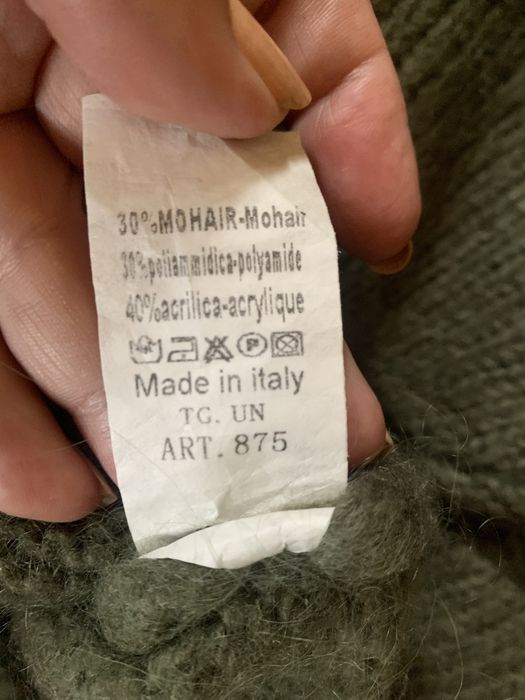 30%MOHAIR-Mohair
30%poliammidica-polyamide
40%acrilica-acrylique
P
Made in italy
TG. UN
ART. 875